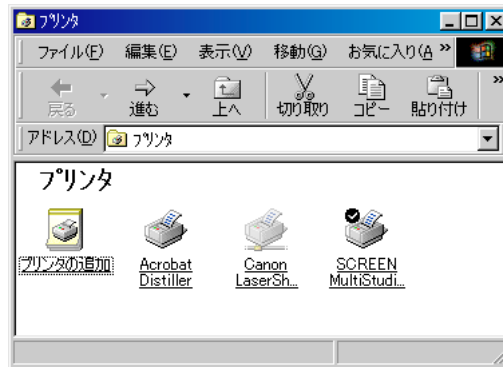 プリンタ
ファイル(F) 編集(E) 表示(V) 移動(G) お気に入り(A »
戻る 進む 上へ 切り取り コピー 貼り付け »
アドレス(D) プリンタ
プリンタ
プリンタの追加 Acrobat Distiller Canon LaserSh... SCREEN MultiStudi...